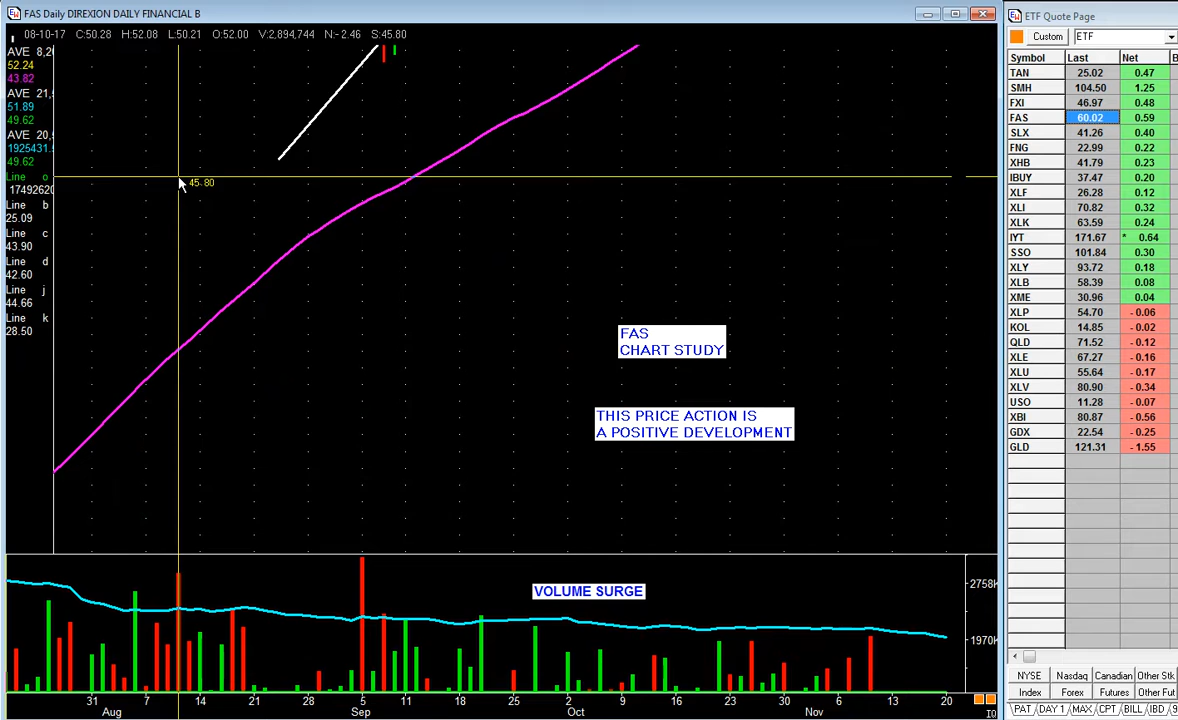 FAS Daily DIREXION DAILY FINANCIAL B
08-10-17 C:50.28 H:52.08 L:50.21 O:52.00 V:2,894,744 N:- 2.46 S:45.80
AVE 8,20
52.24
43.82
AVE 21,5
51.89
49.62
AVE 20,
1925431.
49.62
Line o
1749262
Line b
25.09
Line c
43.90
Line d
42.60
Line j
44.66
Line k
28.50
45.80
FAS
CHART STUDY
THIS PRICE ACTION IS
A POSITIVE DEVELOPMENT
VOLUME SURGE
2758K
1970K
31 7 14 21 28 5 11 18 25 2 9 16 23 30 6 13 20
Aug Sep Oct Nov
ETF Quote Page
Custom ETF
Symbol Last Net
TAN 25.02 0.47
SMH 104.50 1.25
FXI 46.97 0.48
FAS 60.02 0.59
SLX 41.26 0.40
FNG 22.99 0.22
XHB 41.79 0.23
IBUY 37.47 0.20
XLF 26.28 0.12
XLI 70.82 0.32
XLK 63.59 0.24
IYT 171.67 * 0.64
SSO 101.84 0.30
XLY 93.72 0.18
XLB 58.39 0.08
XME 30.96 0.04
XLP 54.70 - 0.06
KOL 14.85 - 0.02
QLD 71.52 - 0.12
XLE 67.27 - 0.16
XLU 55.64 - 0.17
XLV 80.90 - 0.34
USO 11.28 - 0.07
XBI 80.87 - 0.56
GDX 22.54 - 0.25
GLD 121.31 - 1.55
NYSE Nasdaq Canadian Other Stk
Index Forex Futures Other Fut
PAT DAY 1 MAX CPT BILL IBD 9